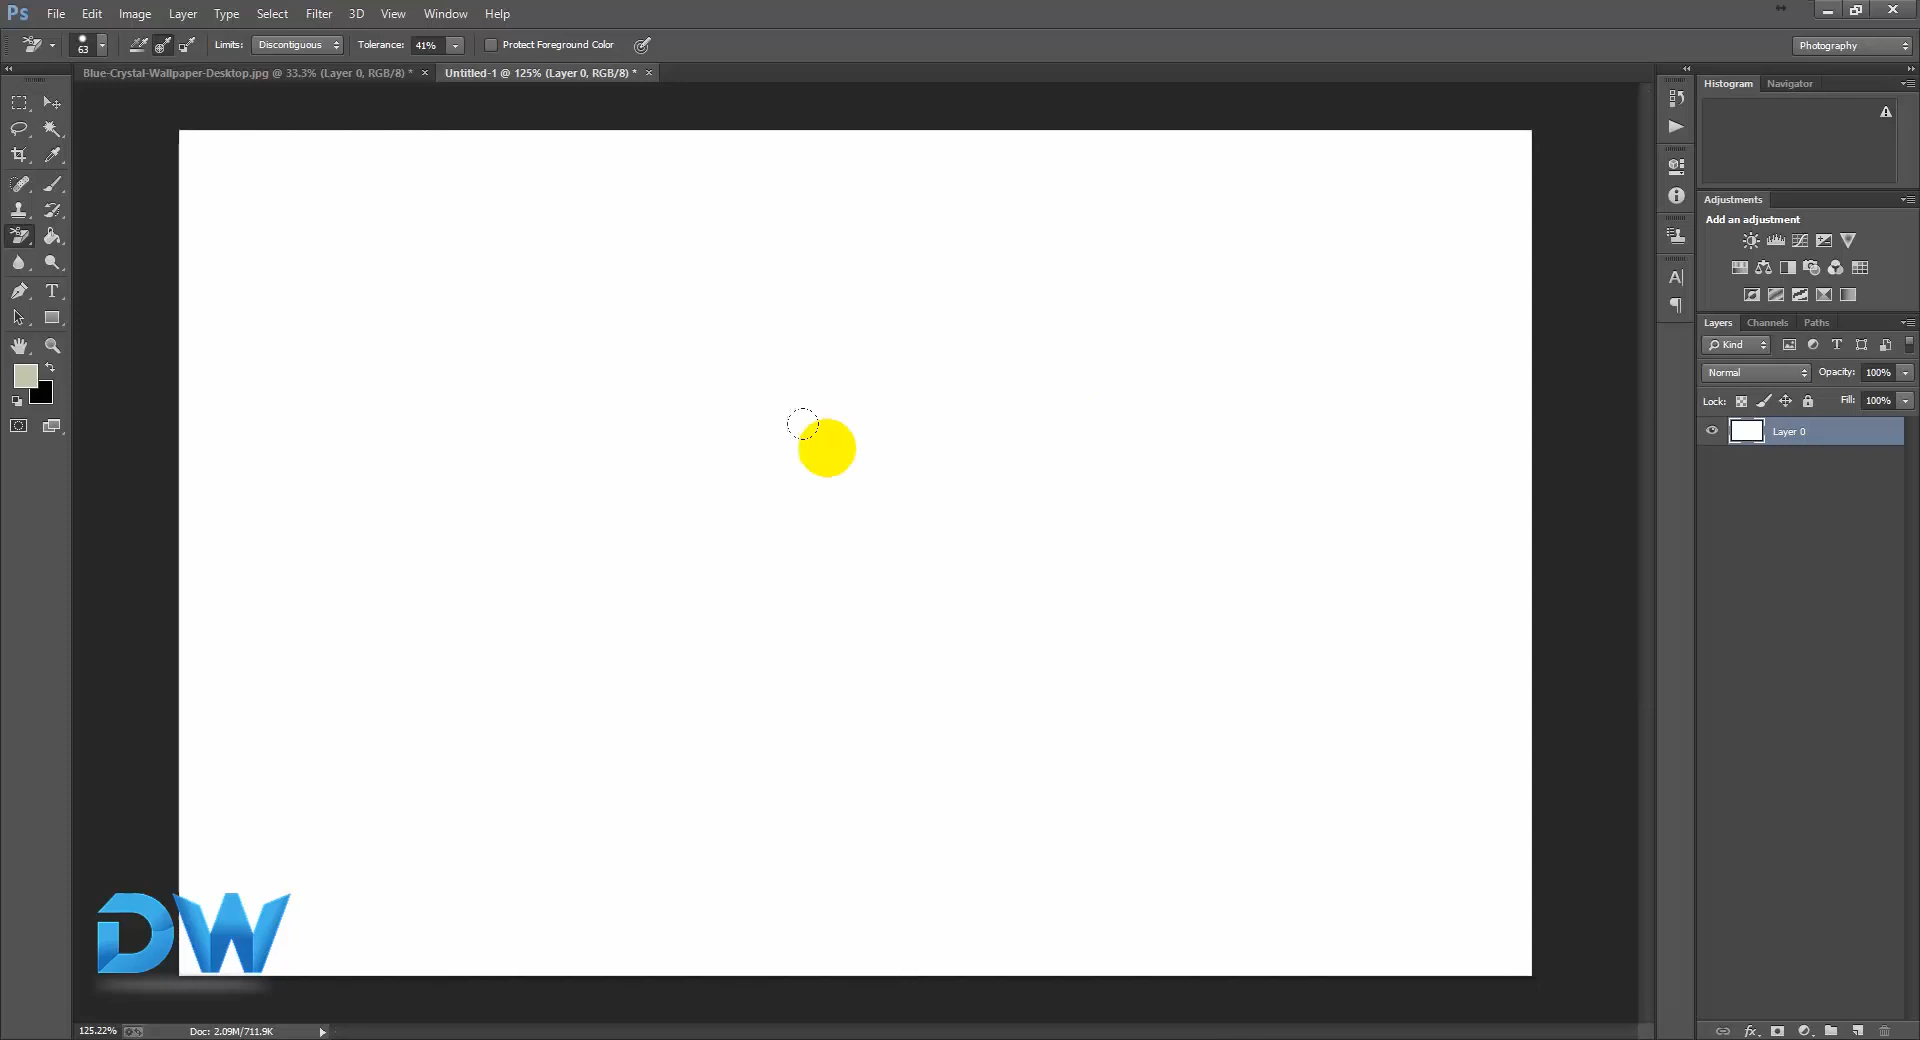 Ps File Edit Image Layer Type Select Filter 3D View Window Help
63 Limits: Discontiguous Tolerance: 41% Protect Foreground Color Photography
Blue-Crystal-Wallpaper-Desktop.jpg @ 33.3% (Layer 0, RGB/8) * Untitled-1 @ 125% (Layer 0, RGB/8) *
Histogram Navigator
Adjustments
Add an adjustment
Layers Channels Paths
Kind
Normal Opacity: 100%
Lock: Fill: 100%
Layer 0
DW
125.22% Doc: 2.09M/711.9K